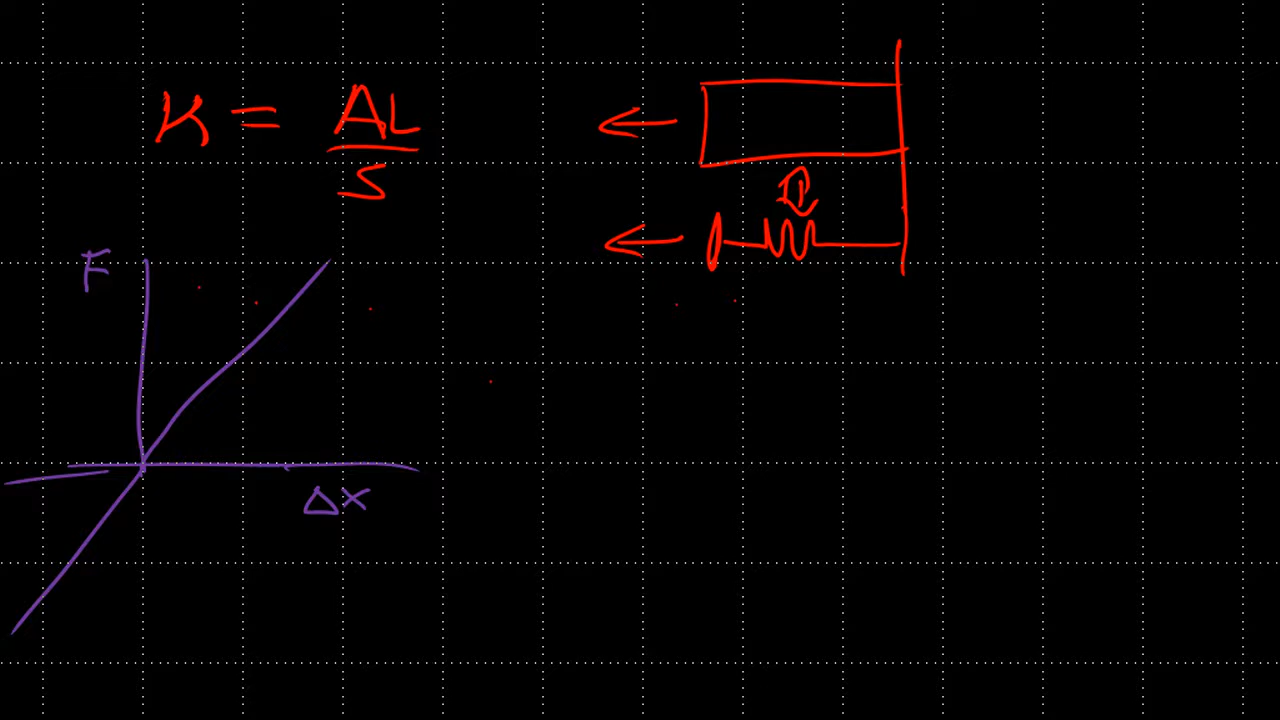 K = AL
S
F
Δx